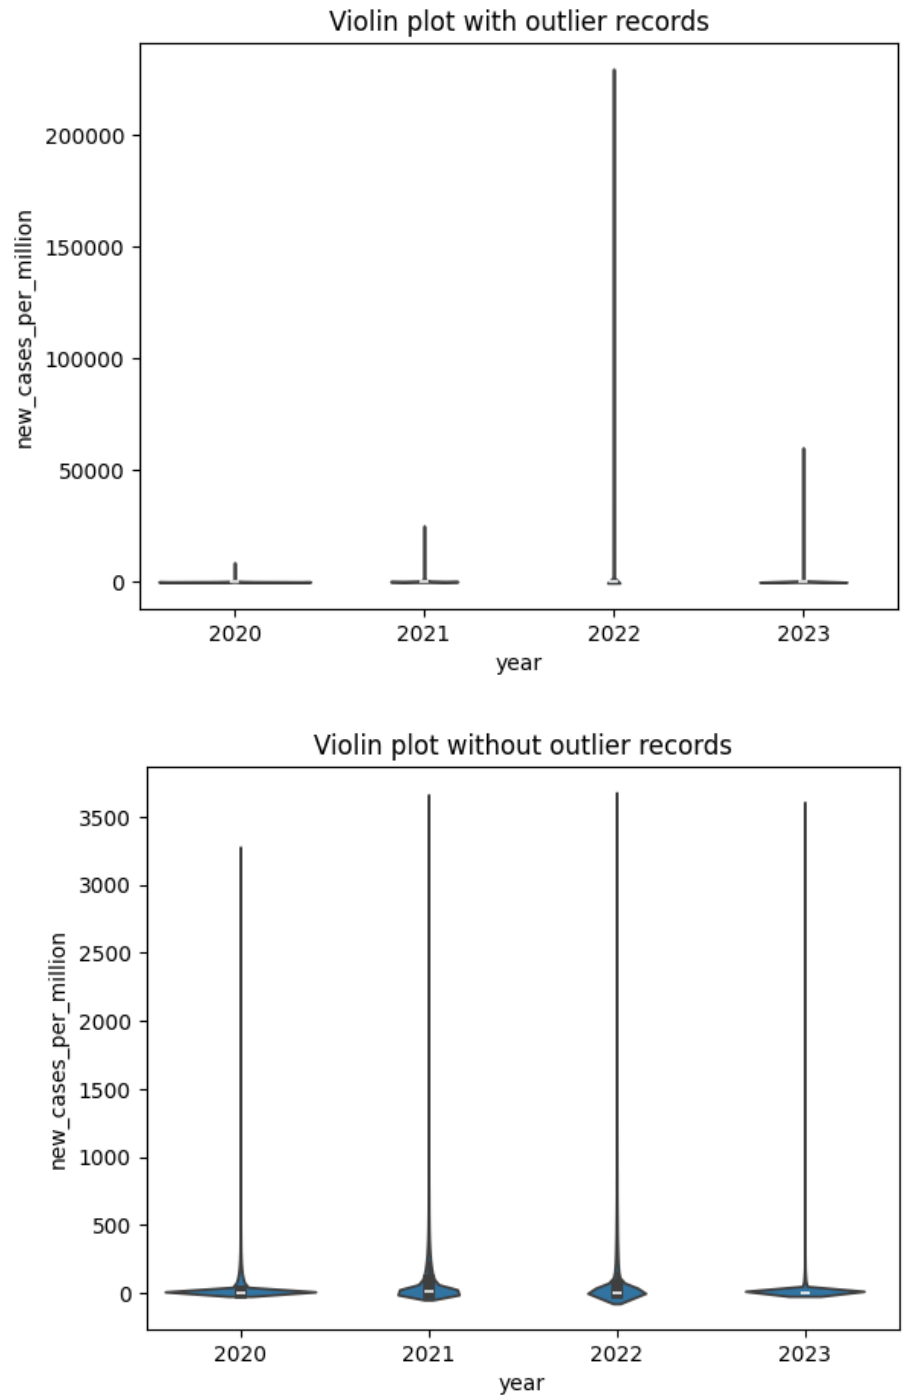 Violin plot with outlier records
200000
150000
100000
50000
0
new_cases_per_million
2020 2021 2022 2023
year
Violin plot without outlier records
3500
3000
2500
2000
1500
1000
500
0
new_cases_per_million
2020 2021 2022 2023
year